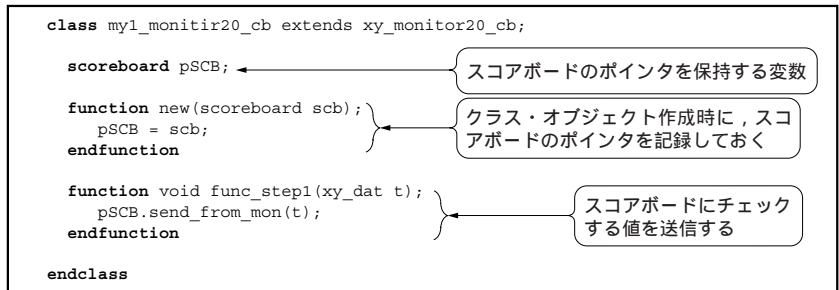 class my1_monitir20_cb extends xy_monitor20_cb;
scoreboard pSCB;
スコアボードのポインタを保持する変数
function new(scoreboard scb);
pSCB = scb;
endfunction
クラス・オブジェクト作成時に，スコ
アボードのポインタを記録しておく
function void func_step1(xy_dat t);
pSCB.send_from_mon(t);
endfunction
スコアボードにチェック
する値を送信する
endclass